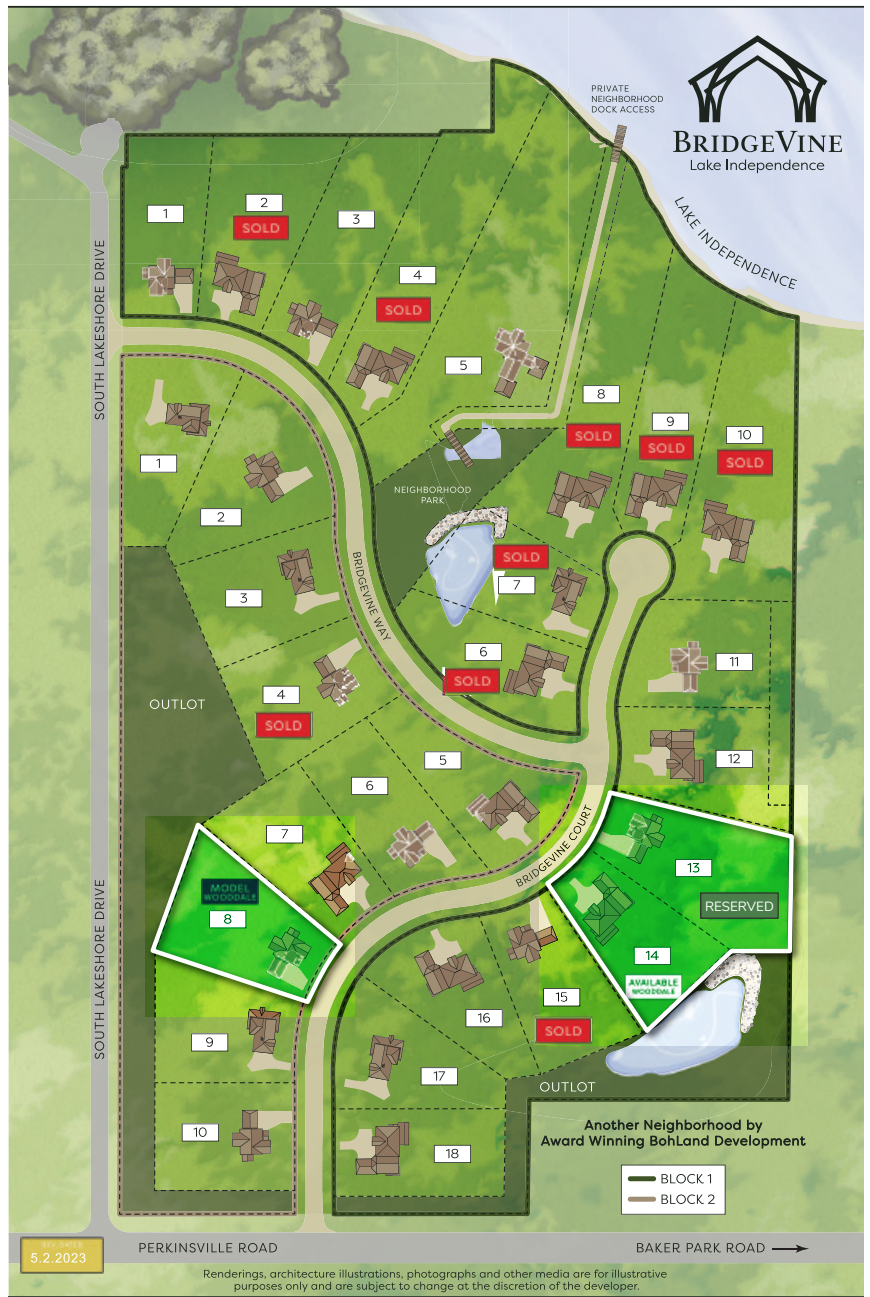 PRIVATE
NEIGHBORHOOD
DOCK ACCESS
BRIDGEVINE
Lake Independence
LAKE INDEPENDENCE
SOUTH LAKESHORE DRIVE
1
2
SOLD
3
4
SOLD
5
8
SOLD
9
SOLD
10
SOLD
1
2
NEIGHBORHOOD
PARK
BRIDGEVINE WAY
SOLD
7
3
6
SOLD
11
4
SOLD
OUTLOT
12
5
6
7
BRIDGEVINE COURT
13
RESERVED
MODEL
WOODDALE
8
14
AVAILABLE
WOODDALE
SOUTH LAKESHORE DRIVE
15
SOLD
16
9
17
OUTLOT
10
18
Another Neighborhood by
Award Winning BohLand Development
BLOCK 1
BLOCK 2
REV. DATED
5.2.2023
PERKINSVILLE ROAD
BAKER PARK ROAD
Renderings, architecture illustrations, photographs and other media are for illustrative
purposes only and are subject to change at the discretion of the developer.